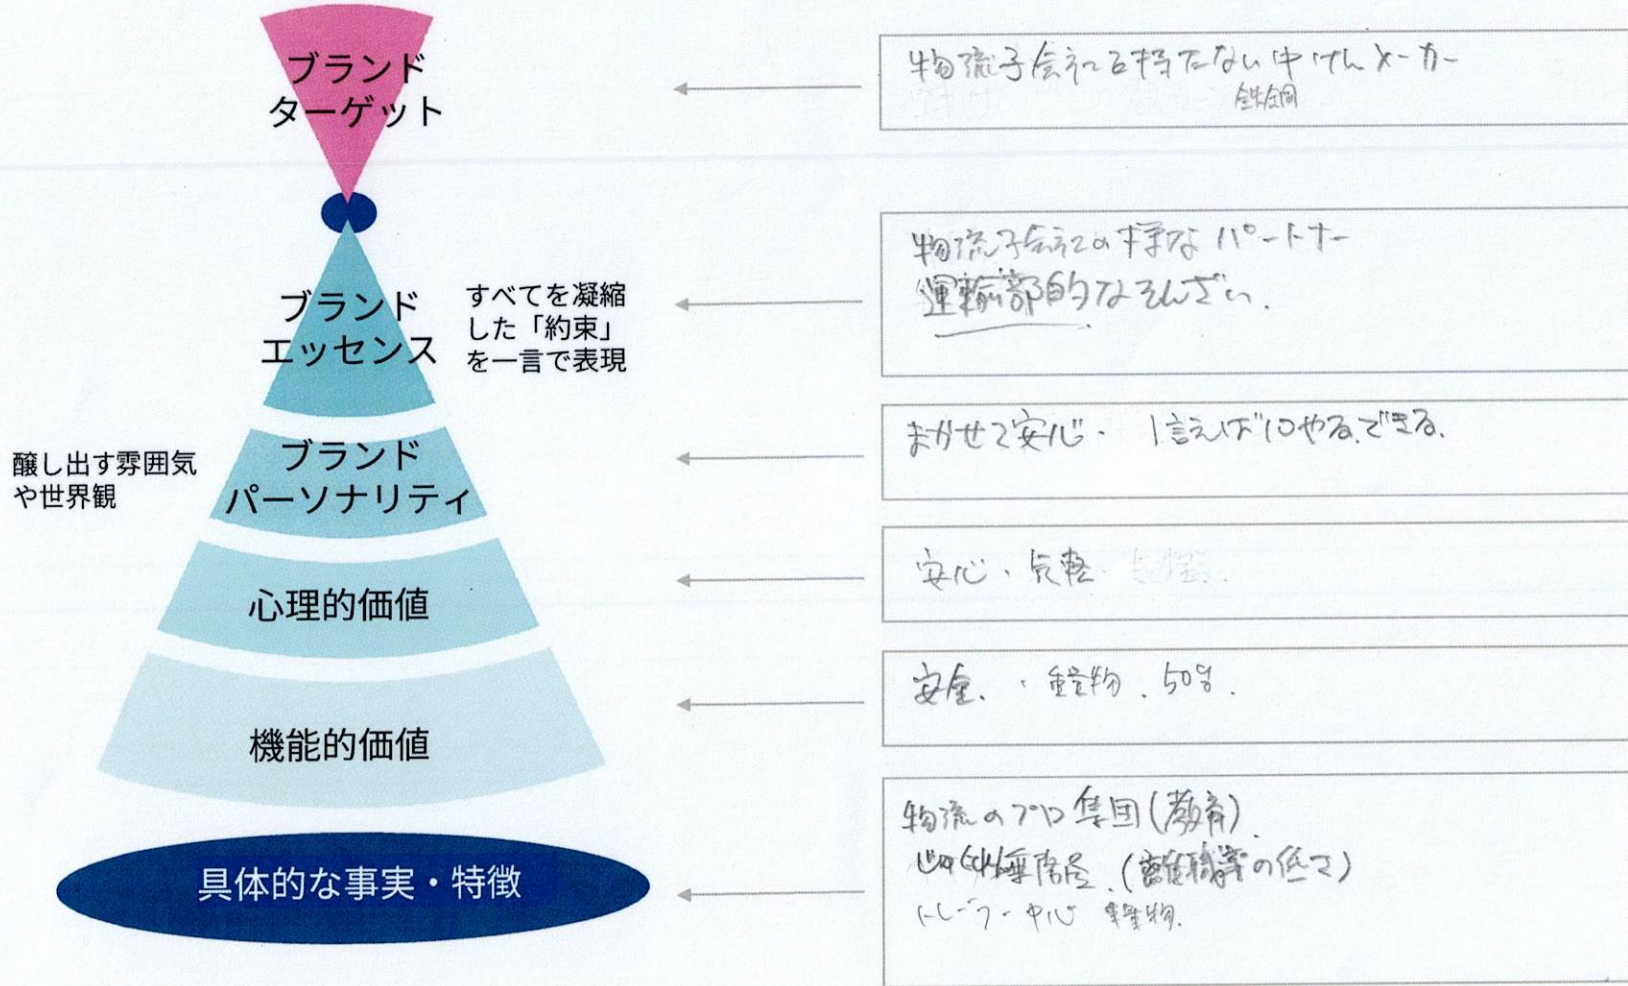 ブランド
ターゲット
物流子会社を持たない中けんメーカー
鉄鋼
ブランド
エッセンス
すべてを凝縮
した「約束」
を一言で表現
物流子会社の様なパートナー
運輸部的なそんざい.
醸し出す雰囲気
や世界観
ブランド
パーソナリティ
まかせて安心・ 1言えば10やる.できる.
心理的価値
安心・気軽
機能的価値
安全.・重量物.
具体的な事実・特徴
物流のプロ集団(教育).
(離職率の低さ)
トレーラー中心 重量物.